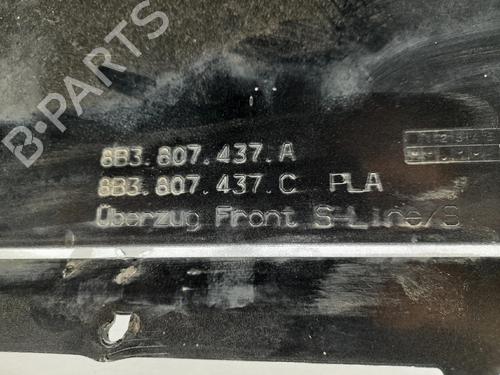 B-PARTS
8B3.807.437.A
8B3.807.437.C PLA
Überzug Front S-Line/S